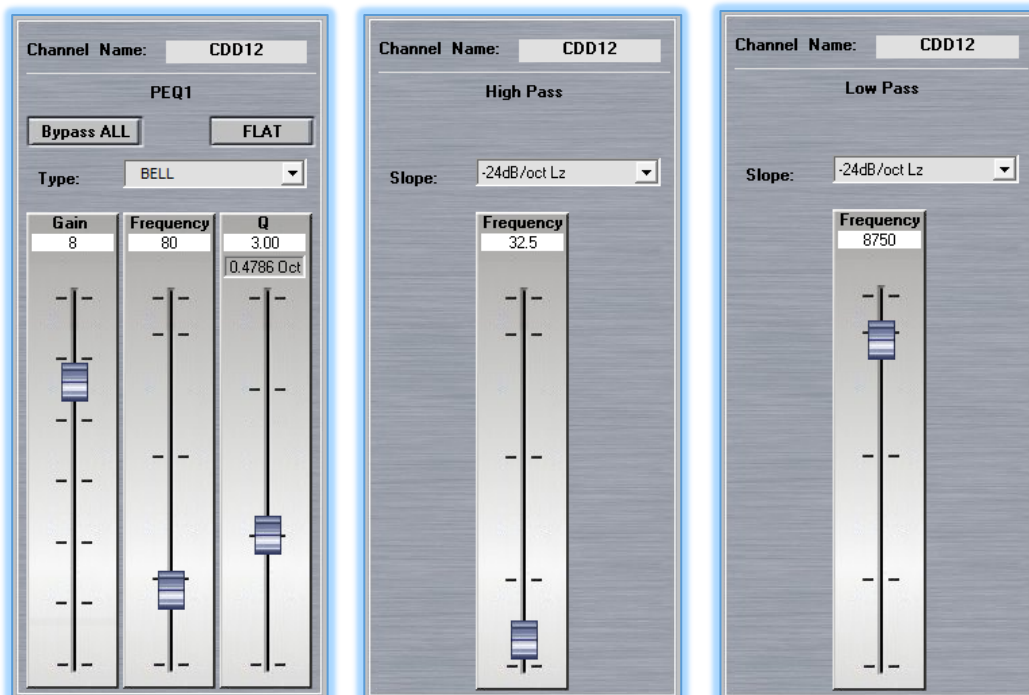 Channel Name: CDD12
PEQ1
Bypass ALL FLAT
Type: BELL
Gain Frequency Q
8 80 3.00
0.4786 Oct
Channel Name: CDD12
High Pass
Slope: -24dB/oct Lz
Frequency
32.5
Channel Name: CDD12
Low Pass
Slope: -24dB/oct Lz
Frequency
8750